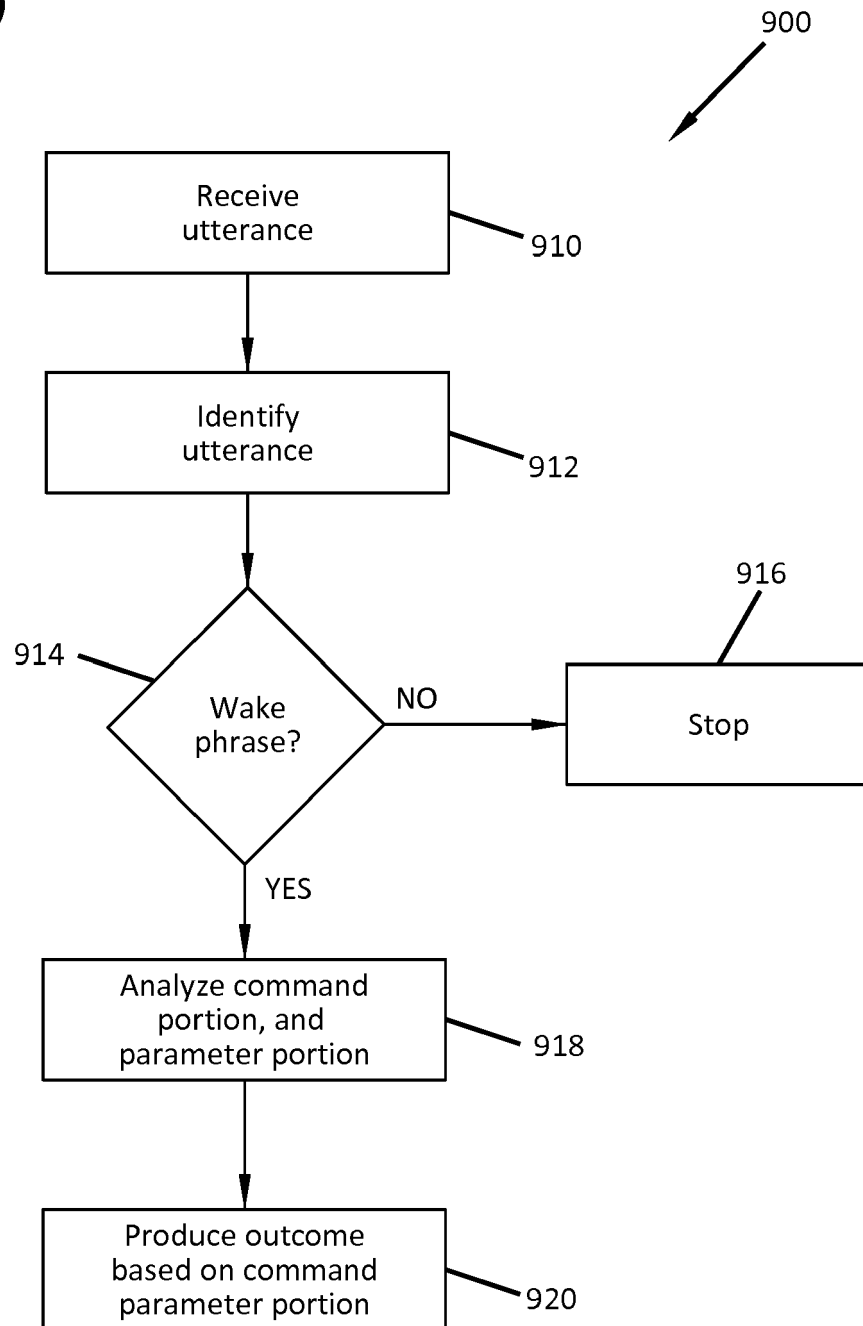 900
Receive
utterance
910
Identify
utterance
912
914
Wake
phrase?
NO
916
Stop
YES
Analyze command
portion, and
parameter portion
918
Produce outcome
based on command
parameter portion
920